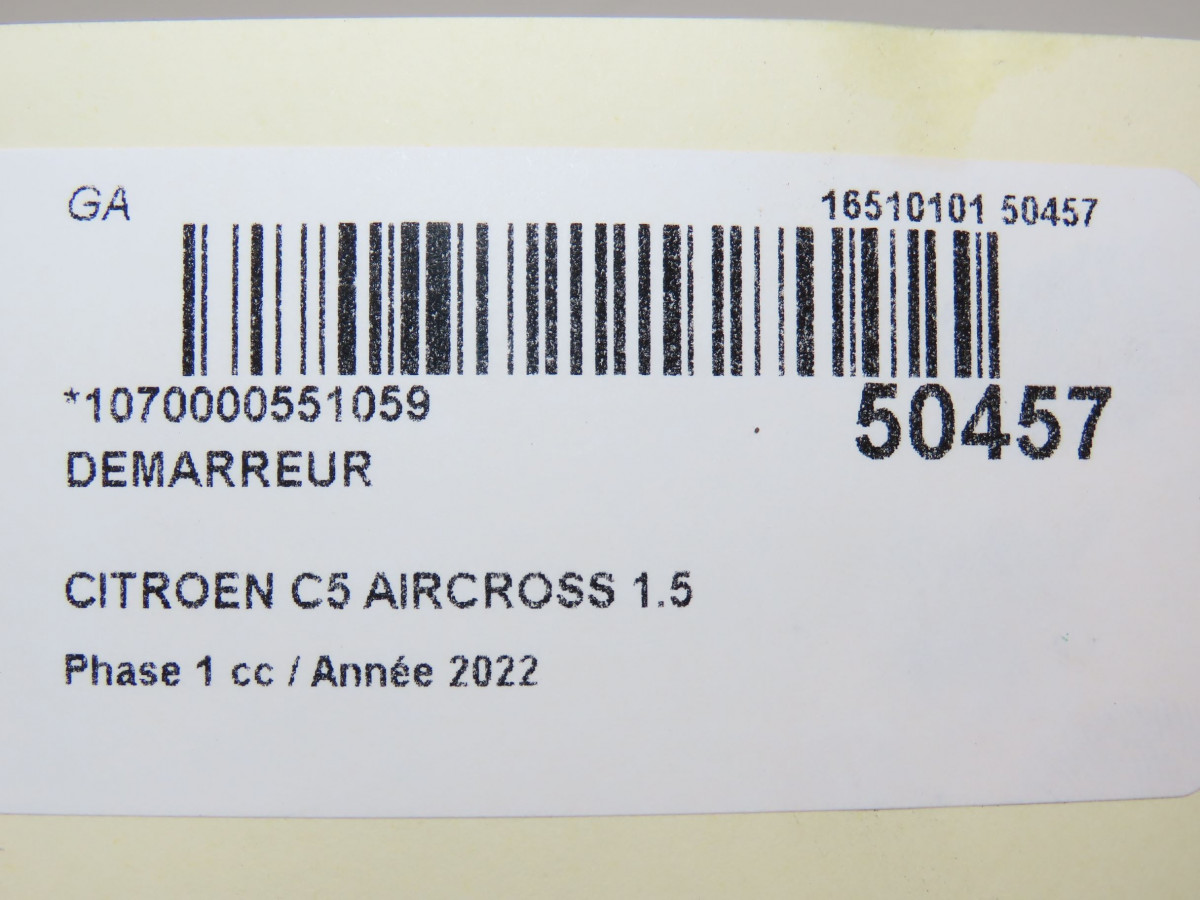 GA
16510101 50457
*1070000551059
50457
DEMARREUR
CITROEN C5 AIRCROSS 1.5
Phase 1 cc / Année 2022